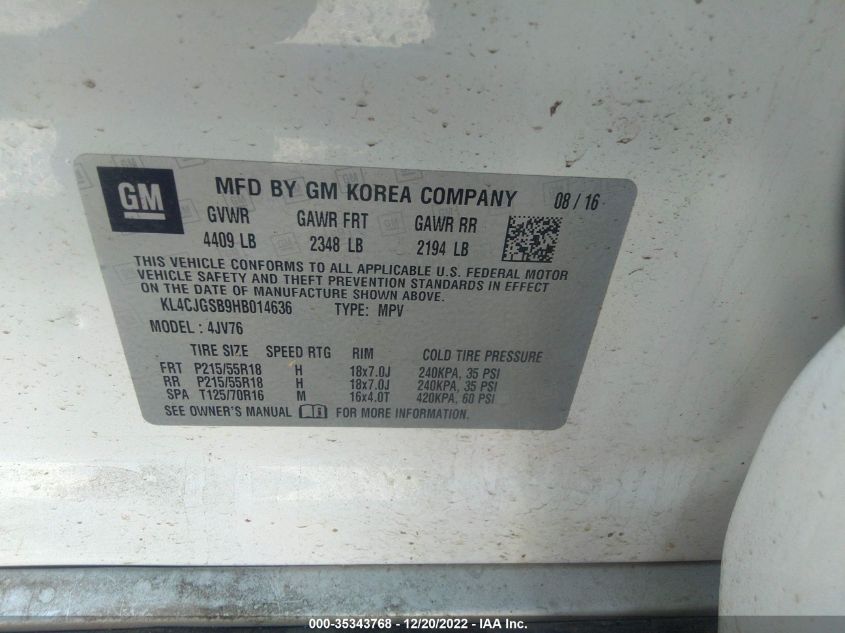 GM MFD BY GM KOREA COMPANY 08 / 16
GVWR GAWR FRT GAWR RR
4409 LB 2348 LB 2194 LB
THIS VEHICLE CONFORMS TO ALL APPLICABLE U.S. FEDERAL MOTOR
VEHICLE SAFETY AND THEFT PREVENTION STANDARDS IN EFFECT
ON THE DATE OF MANUFACTURE SHOWN ABOVE.
KL4CJGSB9HB014636 TYPE: MPV
MODEL: 4JV76
TIRE SIZE SPEED RTG RIM COLD TIRE PRESSURE
FRT P215/55R18 H 18x7.0J 240KPA, 35 PSI
RR P215/55R18 H 18x7.0J 240KPA, 35 PSI
SPA T125/70R16 M 16x4.0T 420KPA, 60 PSI
SEE OWNER'S MANUAL FOR MORE INFORMATION.
000-35343768 - 12/20/2022 - IAA Inc.